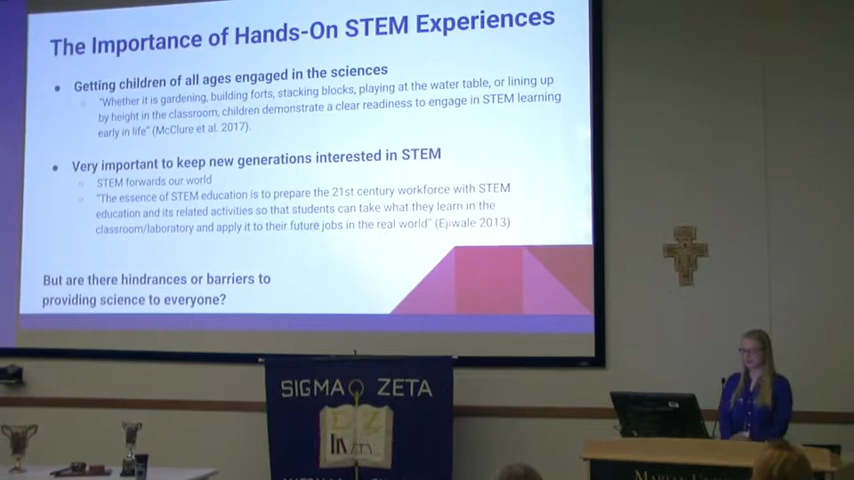 The Importance of Hands-On STEM Experiences
Getting children of all ages engaged in the sciences
"Whether it is gardening, building forts, stacking blocks, playing at the water table, or lining up
by height in the classroom, children demonstrate a clear readiness to engage in STEM learning
early in life" (McClure et al. 2017).
Very important to keep new generations interested in STEM
STEM forwards our world
"The essence of STEM education is to prepare the 21st century workforce with STEM
education and its related activities so that students can take what they learn in the
classroom/laboratory and apply it to their future jobs in the real world" (Ejiwale 2013)
But are there hindrances or barriers to
providing science to everyone?
SIGMA ZETA
Σ Ζ